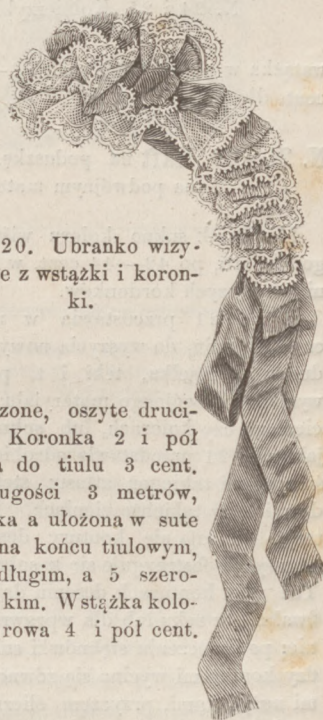 20. Ubranko wizy-
e z wstążki i koron-
ki.
zone, oszyte druci-
Koronka 2 i pół
a do tiulu 3 cent.
ugości 3 metrów,
ka a ułożona w sute
na końcu tiulowym,
długim, a 5 szero-
kim. Wstążka kolo-
rowa 4 i pół cent.